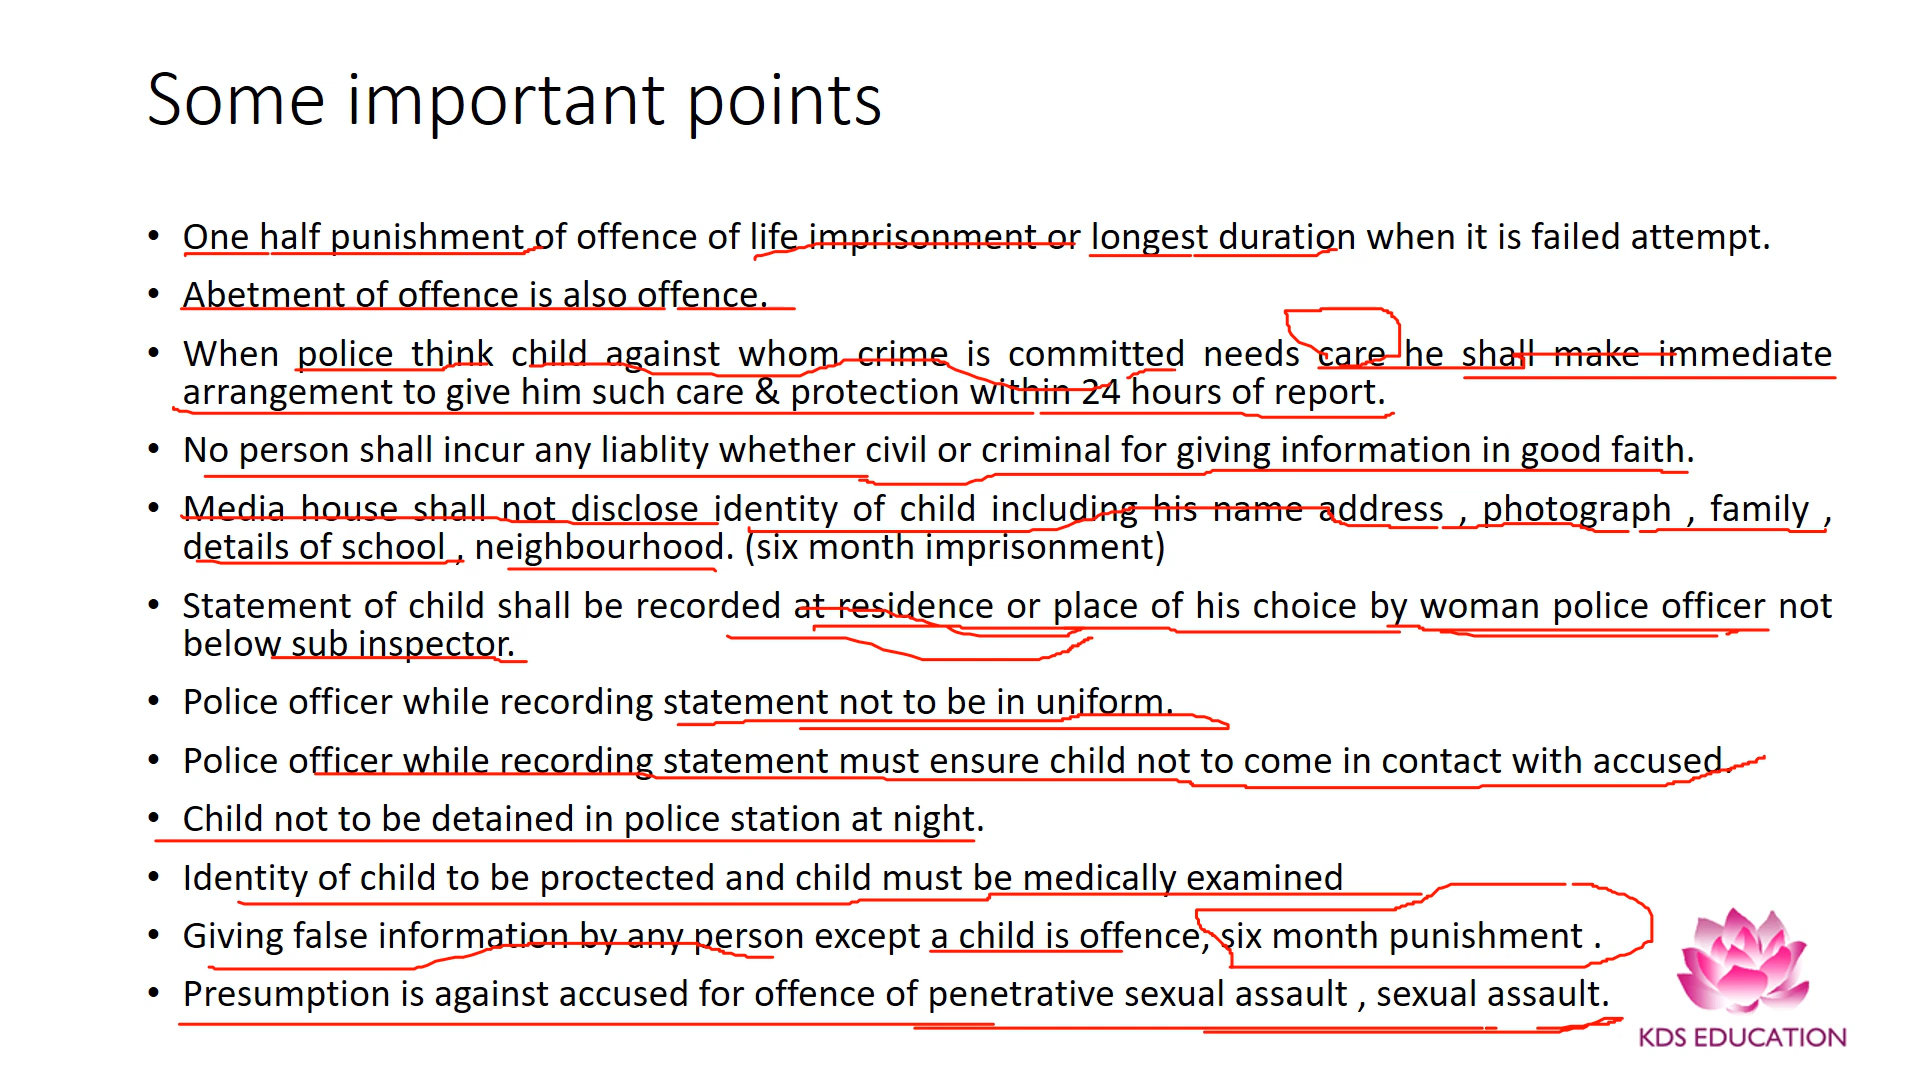 Some important points
• One half punishment of offence of life imprisonment or longest duration when it is failed attempt.
• Abetment of offence is also offence.
• When police think child against whom crime is committed needs care he shall make immediate
arrangement to give him such care & protection within 24 hours of report.
• No person shall incur any liablity whether civil or criminal for giving information in good faith.
• Media house shall not disclose identity of child including his name address , photograph , family ,
details of school , neighbourhood. (six month imprisonment)
• Statement of child shall be recorded at residence or place of his choice by woman police officer not
below sub inspector.
• Police officer while recording statement not to be in uniform.
• Police officer while recording statement must ensure child not to come in contact with accused.
• Child not to be detained in police station at night.
• Identity of child to be proctected and child must be medically examined
• Giving false information by any person except a child is offence, six month punishment .
• Presumption is against accused for offence of penetrative sexual assault , sexual assault.
KDS EDUCATION